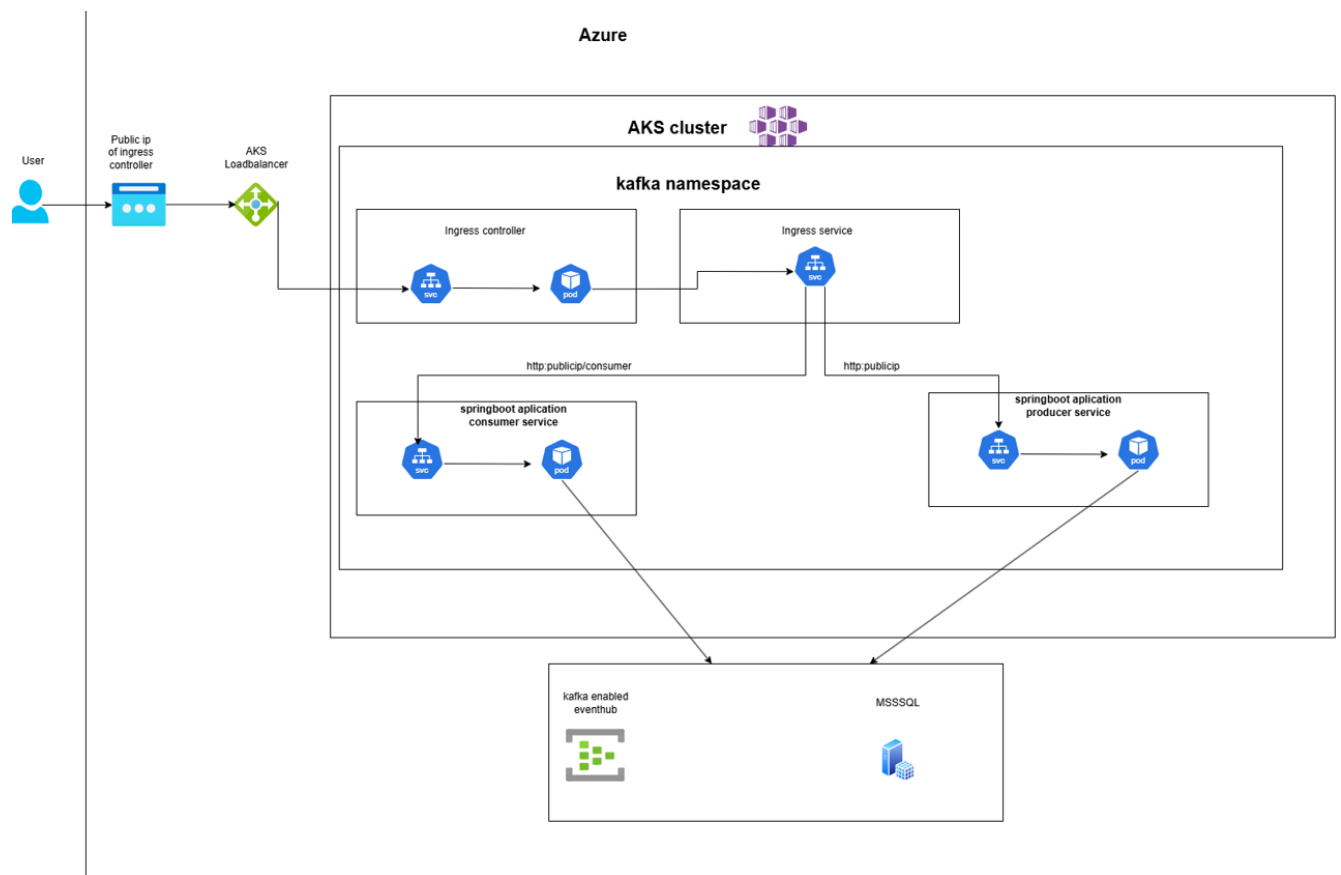 Azure
AKS cluster
kafka namespace
User
Public ip
of ingress
controller
AKS
Loadbalancer
Ingress controller
svc
pod
Ingress service
svc
http:publicip/consumer
http:publicip
springboot aplication
consumer service
svc
pod
springboot aplication
producer service
svc
pod
kafka enabled
eventhub
MSSSQL